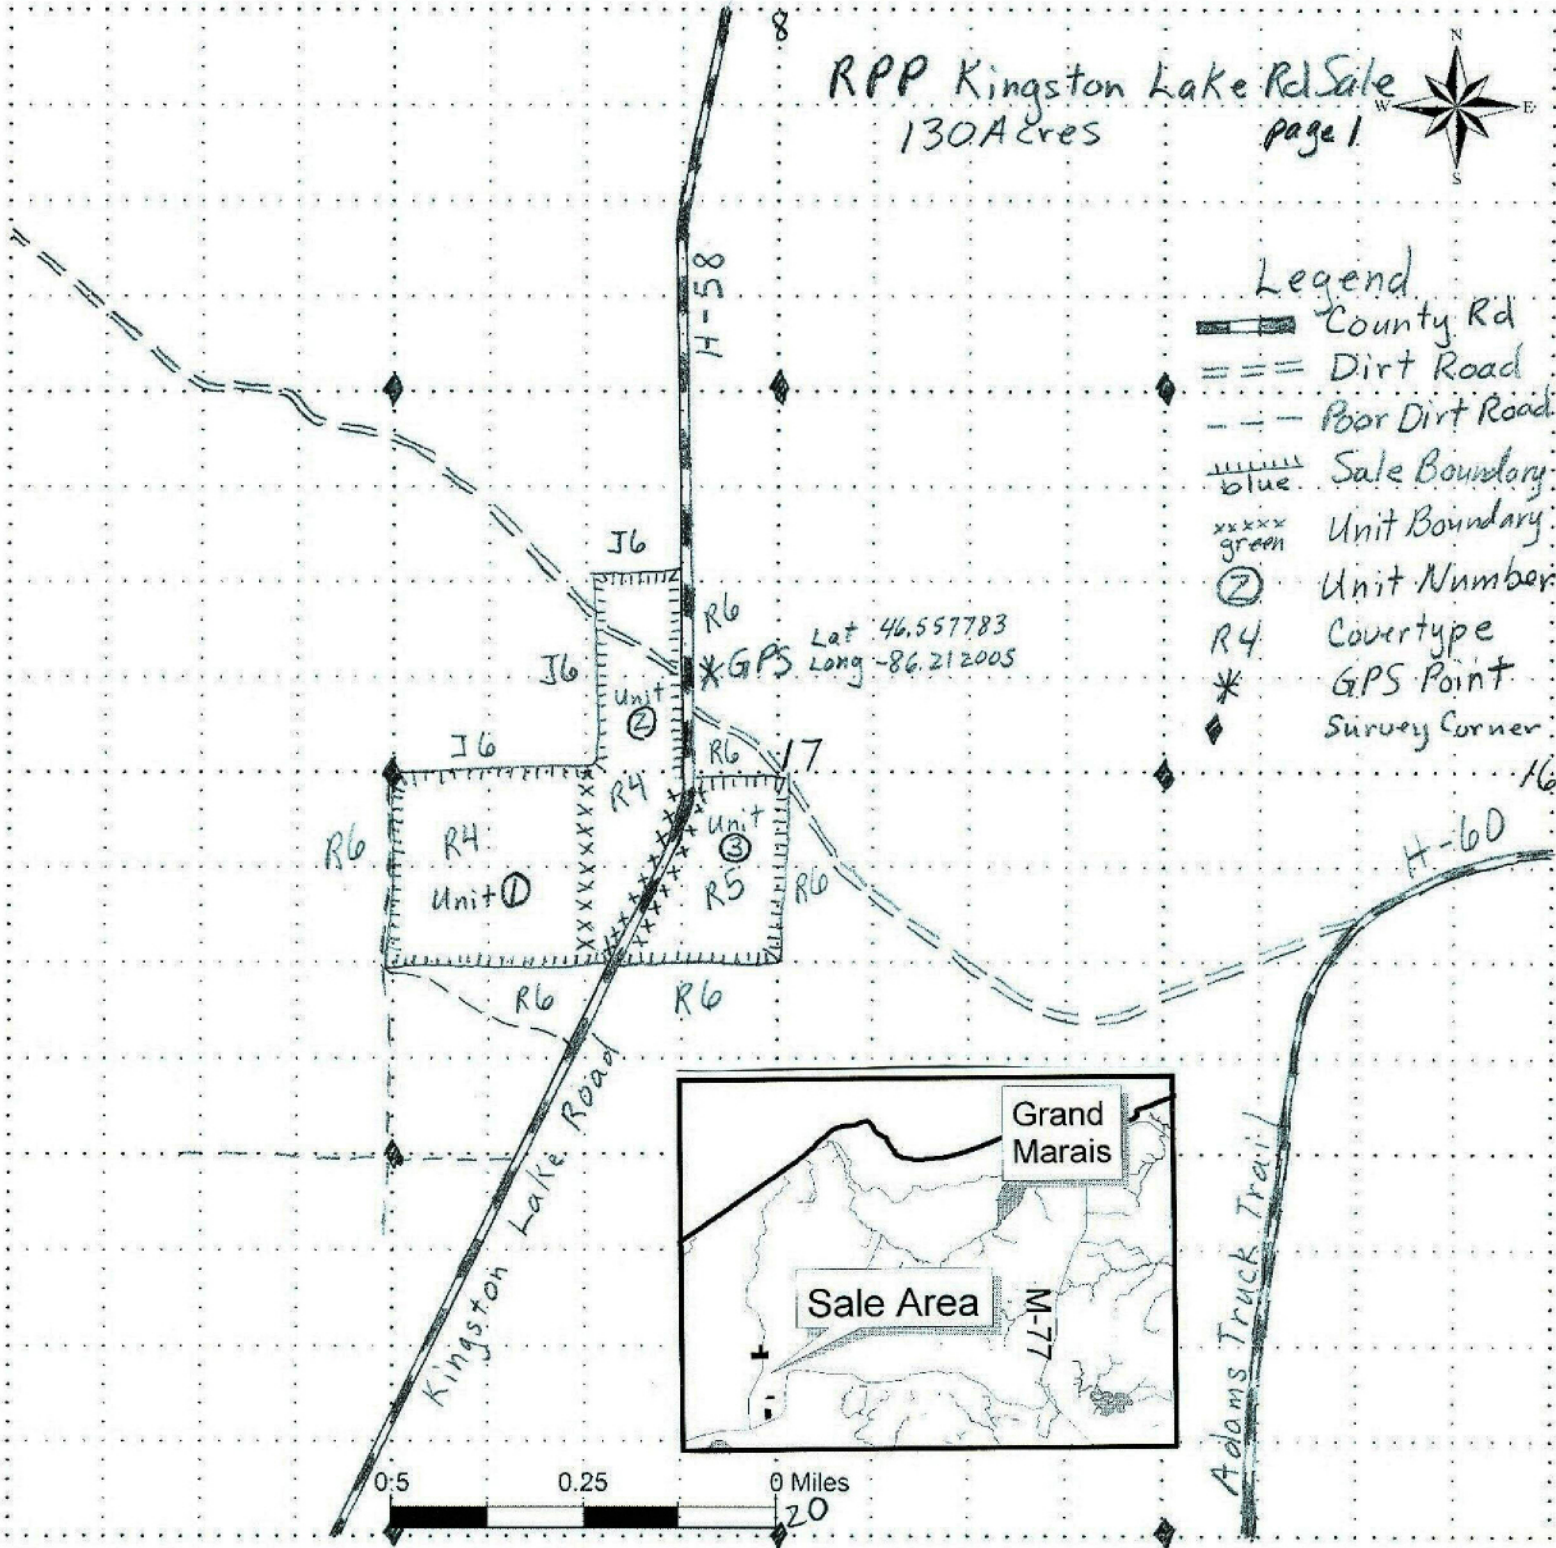 8
RPP Kingston Lake Rd Sale
130 Acres
page 1
N
W
E
S
H-58
Legend
County Rd
Dirt Road
Poor Dirt Road
blue
Sale Boundary
green
Unit Boundary
2
Unit Number
R4
Covertype
GPS Point
Survey Corner
J6
R6
GPS
Lat 46.557783
Long -86.212005
J6
Unit
2
J6
R4
R6
17
16
R6
R4
Unit 1
Unit
3
R5
R6
H-60
R6
R6
Kingston Lake Road
Grand
Marais
Sale Area
M-77
Adams Truck Trail
0.5
0.25
0 Miles
20